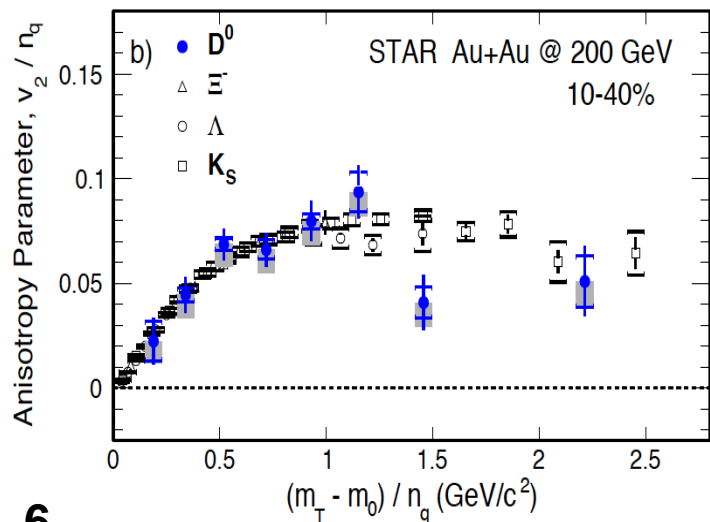 b) D⁰ STAR Au+Au @ 200 GeV
Ξ⁻ 10-40%
Λ
K_S
Anisotropy Parameter, v₂ / n_q
0.15
0.1
0.05
0
0 0.5 1 1.5 2 2.5
(m_T - m₀) / n_q (GeV/c²)
6